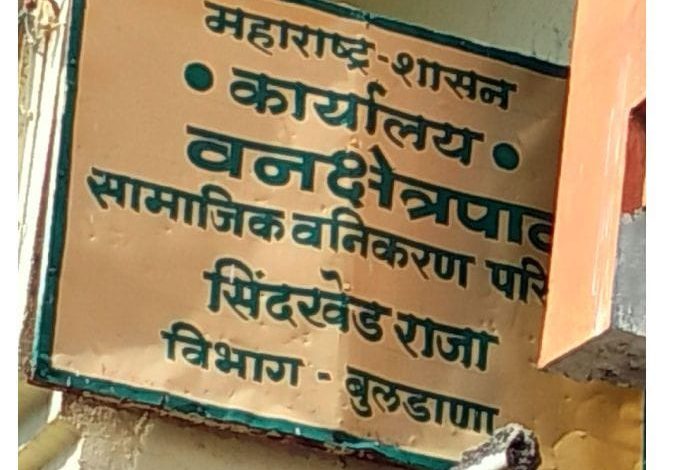 महाराष्ट्र-शासन
• कार्यालय •
वनक्षेत्रपा
सामाजिक वनिकरण परि
सिंदखेड राजा
विभाग - बुलडाणा